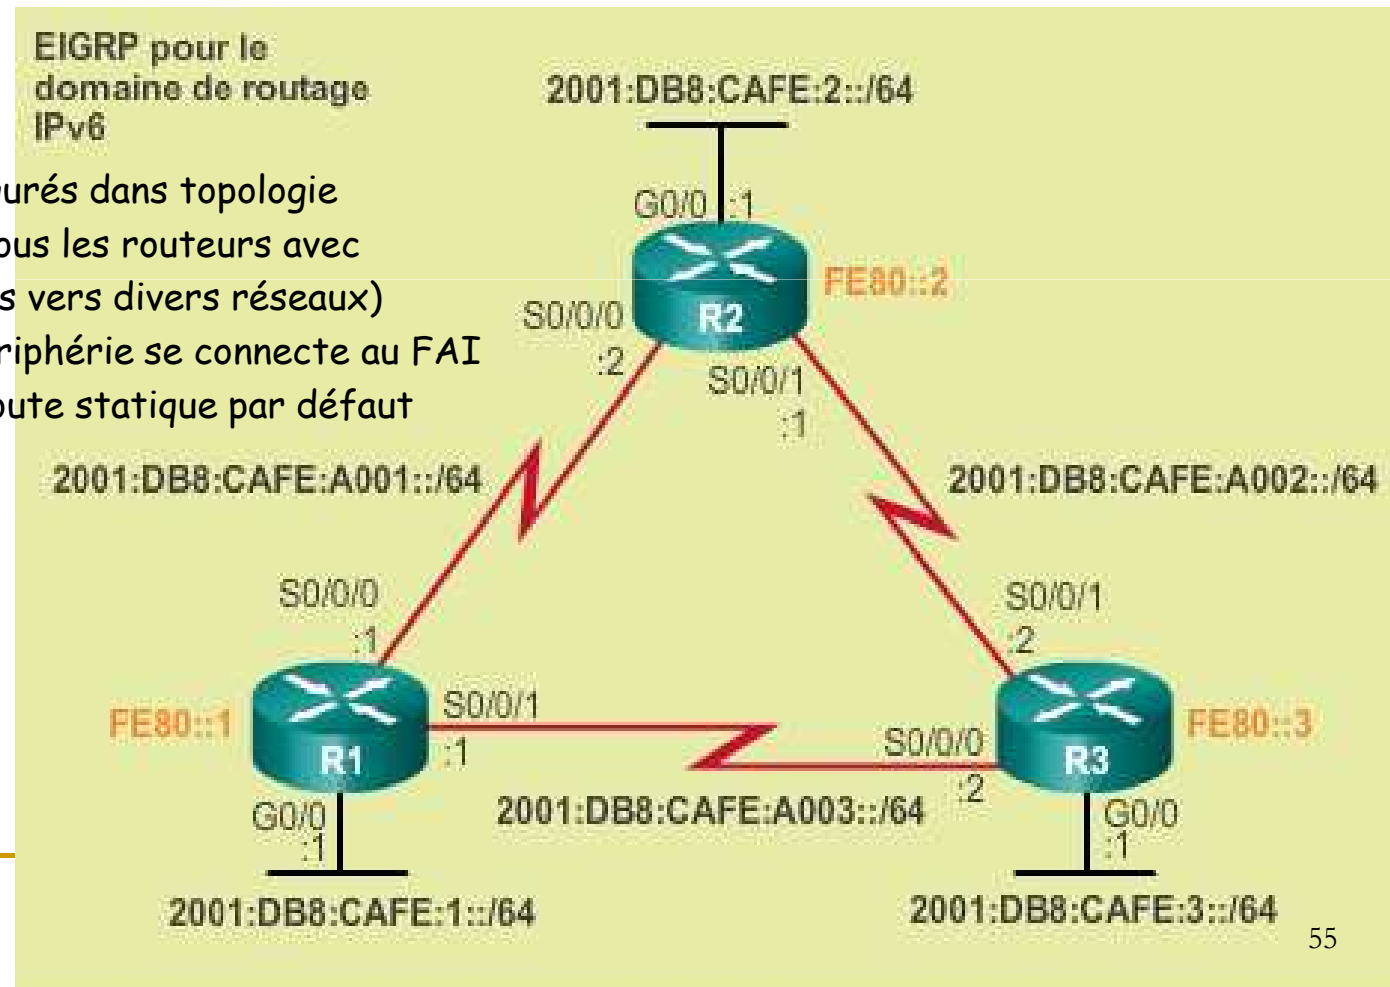 EIGRP pour le
domaine de routage
IPv6
2001:DB8:CAFE:2::/64
dans topologie
les routeurs avec
vers divers réseaux)
se connecte au FAI
statique par défaut
G0/0 :1
R2
FE80::2
S0/0/0
:2
S0/0/1
:1
2001:DB8:CAFE:A001::/64
2001:DB8:CAFE:A002::/64
S0/0/0
:1
S0/0/1
:2
FE80::1
R1
S0/0/1
:1
S0/0/0
:2
R3
FE80::3
2001:DB8:CAFE:A003::/64
G0/0
:1
G0/0
:1
2001:DB8:CAFE:1::/64
2001:DB8:CAFE:3::/64
55